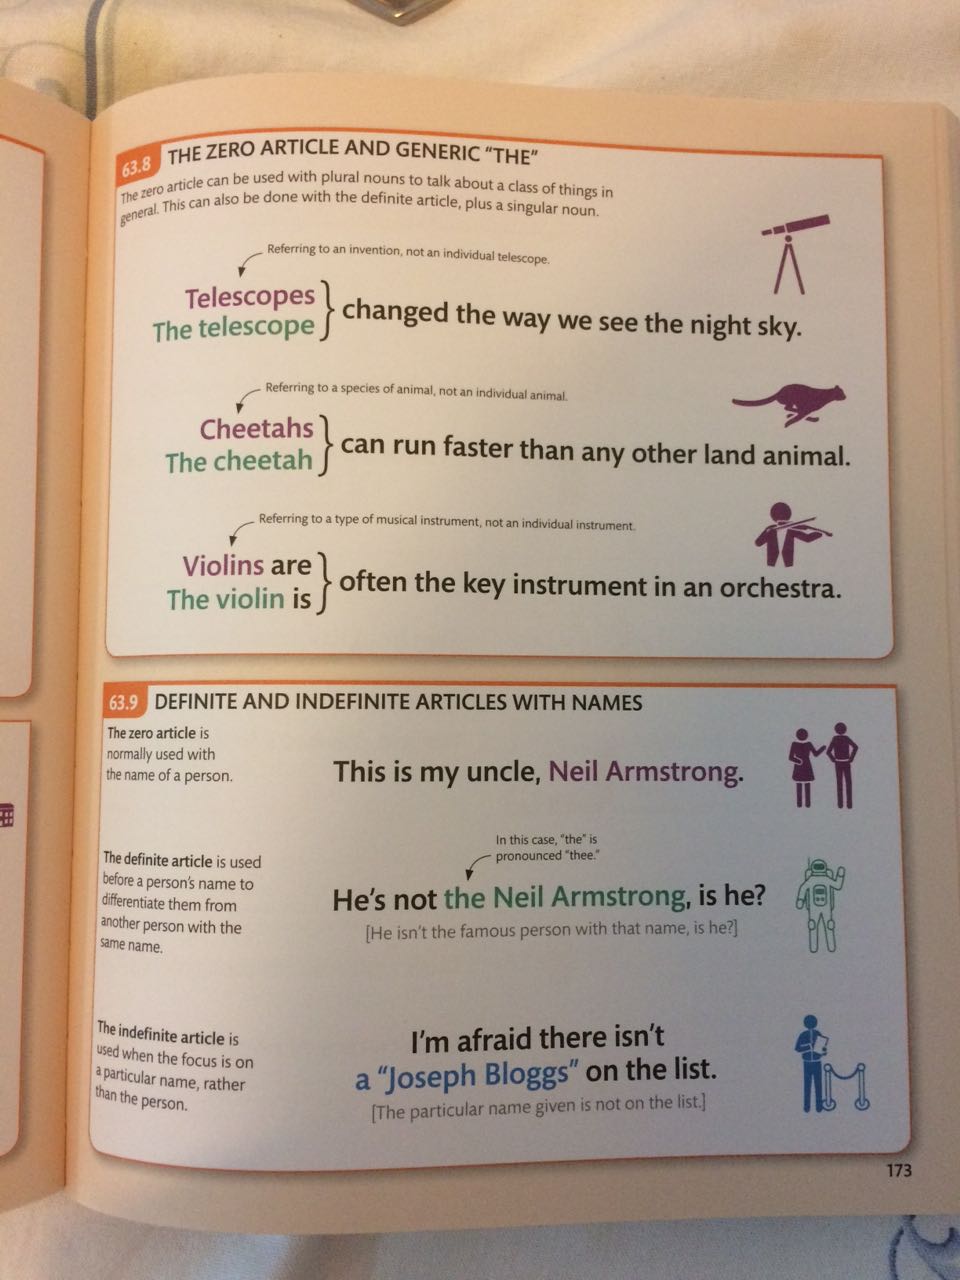 63.8 THE ZERO ARTICLE AND GENERIC "THE"
The zero article can be used with plural nouns to talk about a class of things in
general. This can also be done with the definite article, plus a singular noun.
Referring to an invention, not an individual telescope.
Telescopes
The telescope
changed the way we see the night sky.
Referring to a species of animal, not an individual animal.
Cheetahs
The cheetah
can run faster than any other land animal.
Referring to a type of musical instrument, not an individual instrument.
Violins are
The violin is
often the key instrument in an orchestra.
63.9 DEFINITE AND INDEFINITE ARTICLES WITH NAMES
The zero article is
normally used with
the name of a person.
This is my uncle, Neil Armstrong.
In this case, "the" is
pronounced "thee."
The definite article is used
before a person's name to
differentiate them from
another person with the
same name.
He's not the Neil Armstrong, is he?
[He isn't the famous person with that name, is he?]
The indefinite article is
used when the focus is on
a particular name, rather
than the person.
I'm afraid there isn't
a "Joseph Bloggs" on the list.
[The particular name given is not on the list.]
173